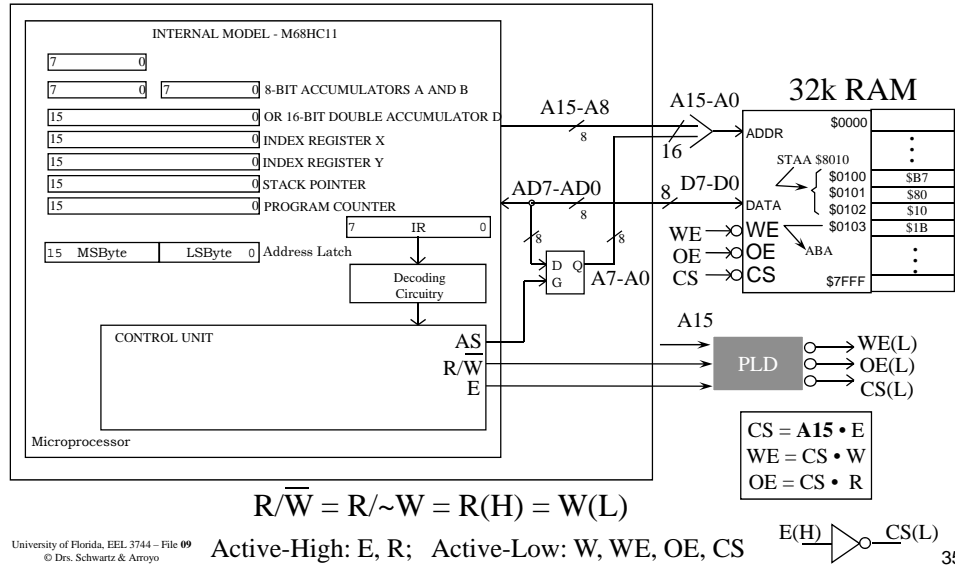 INTERNAL MODEL - M68HC11
7 0
7 0 7 0 8-BIT ACCUMULATORS A AND B
15 0 OR 16-BIT DOUBLE ACCUMULATOR D
15 0 INDEX REGISTER X
15 0 INDEX REGISTER Y
15 0 STACK POINTER
15 0 PROGRAM COUNTER
7 IR 0
15 MSByte LSByte 0 Address Latch
Decoding
Circuitry
CONTROL UNIT
AS
R/W
E
Microprocessor
A15-A8
8
AD7-AD0
8
8
D Q
G
8
A7-A0
A15-A0
16
8 D7-D0
WE
OE
CS
32k RAM
ADDR
DATA
WE
OE
CS
$0000
STAA $8010
$0100 $B7
$0101 $80
$0102 $10
$0103 $1B
ABA
$7FFF
A15
PLD
WE(L)
OE(L)
CS(L)
CS = A15 • E
WE = CS • W
OE = CS • R
R/W = R/~W = R(H) = W(L)
Active-High: E, R; Active-Low: W, WE, OE, CS
E(H) CS(L)
University of Florida, EEL 3744 – File 09
© Drs. Schwartz & Arroyo
35